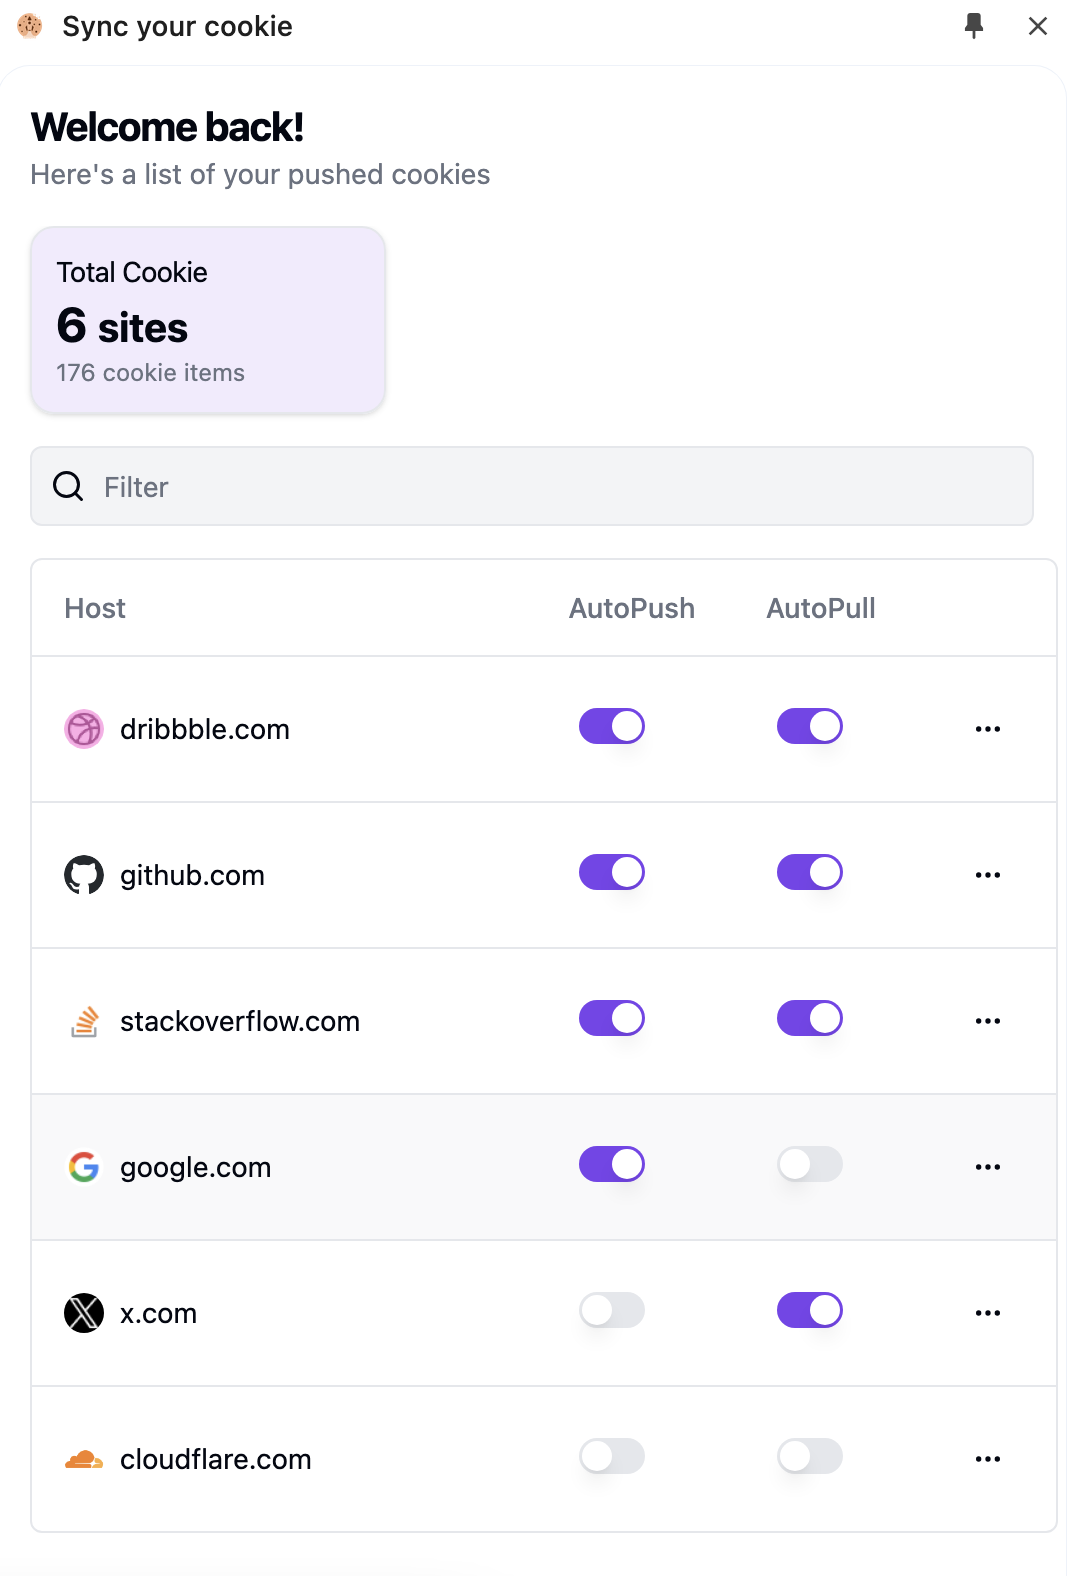 Sync your cookie
Welcome back!
Here's a list of your pushed cookies
Total Cookie
6 sites
176 cookie items
Filter
Host AutoPush AutoPull
dribbble.com
github.com
stackoverflow.com
google.com
x.com
cloudflare.com